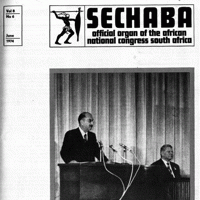 Vol 8
No 6
June
1974
SECHABA
official organ of the african
national congress south africa